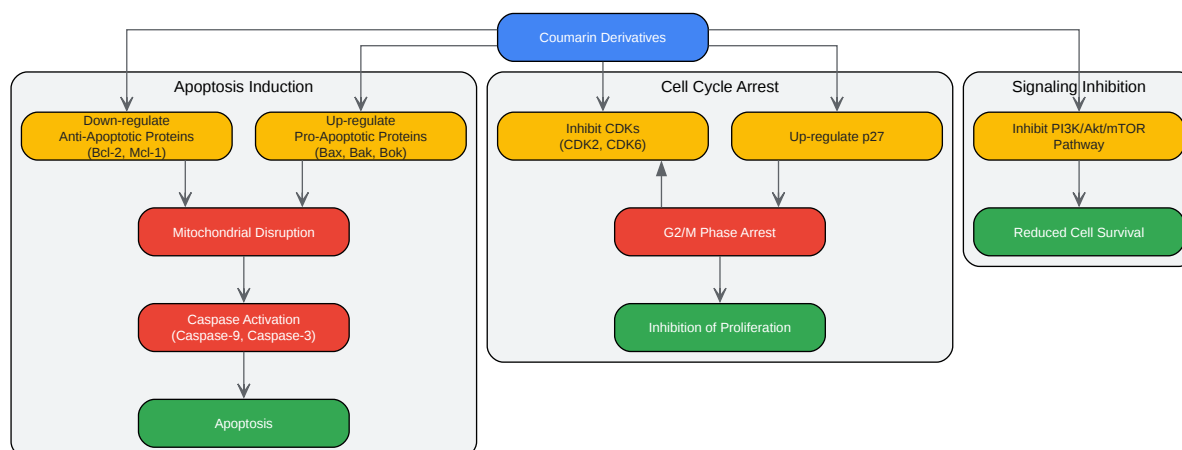 Coumarin Derivatives
Apoptosis Induction
Down-regulate
Anti-Apoptotic Proteins
(Bcl-2, Mcl-1)
Up-regulate
Pro-Apoptotic Proteins
(Bax, Bak, Bok)
Mitochondrial Disruption
Caspase Activation
(Caspase-9, Caspase-3)
Apoptosis
Cell Cycle Arrest
Inhibit CDKs
(CDK2, CDK6)
Up-regulate p27
G2/M Phase Arrest
Inhibition of Proliferation
Signaling Inhibition
Inhibit PI3K/Akt/mTOR
Pathway
Reduced Cell Survival